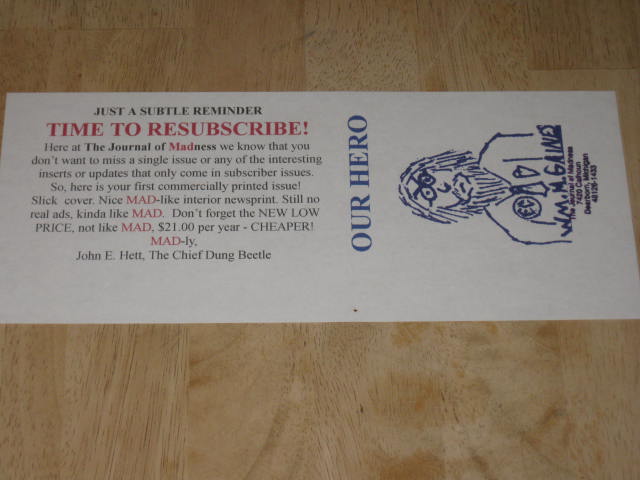 JUST A SUBTLE REMINDER
TIME TO RESUBSCRIBE!
Here at The Journal of Madness we know that you
don't want to miss a single issue or any of the interesting
inserts or updates that only come in subscriber issues.
So, here is your first commercially printed issue!
Slick cover. Nice MAD-like interior newsprint. Still no
real ads, kinda like MAD. Don't forget the NEW LOW
PRICE, not like MAD, $21.00 per year - CHEAPER!
MAD-ly,
John E. Hett, The Chief Dung Beetle
OUR HERO
EC
WM. M. GAINES
The Journal of Madness
7420 Calhoun
Dearborn, Michigan
48126-1433